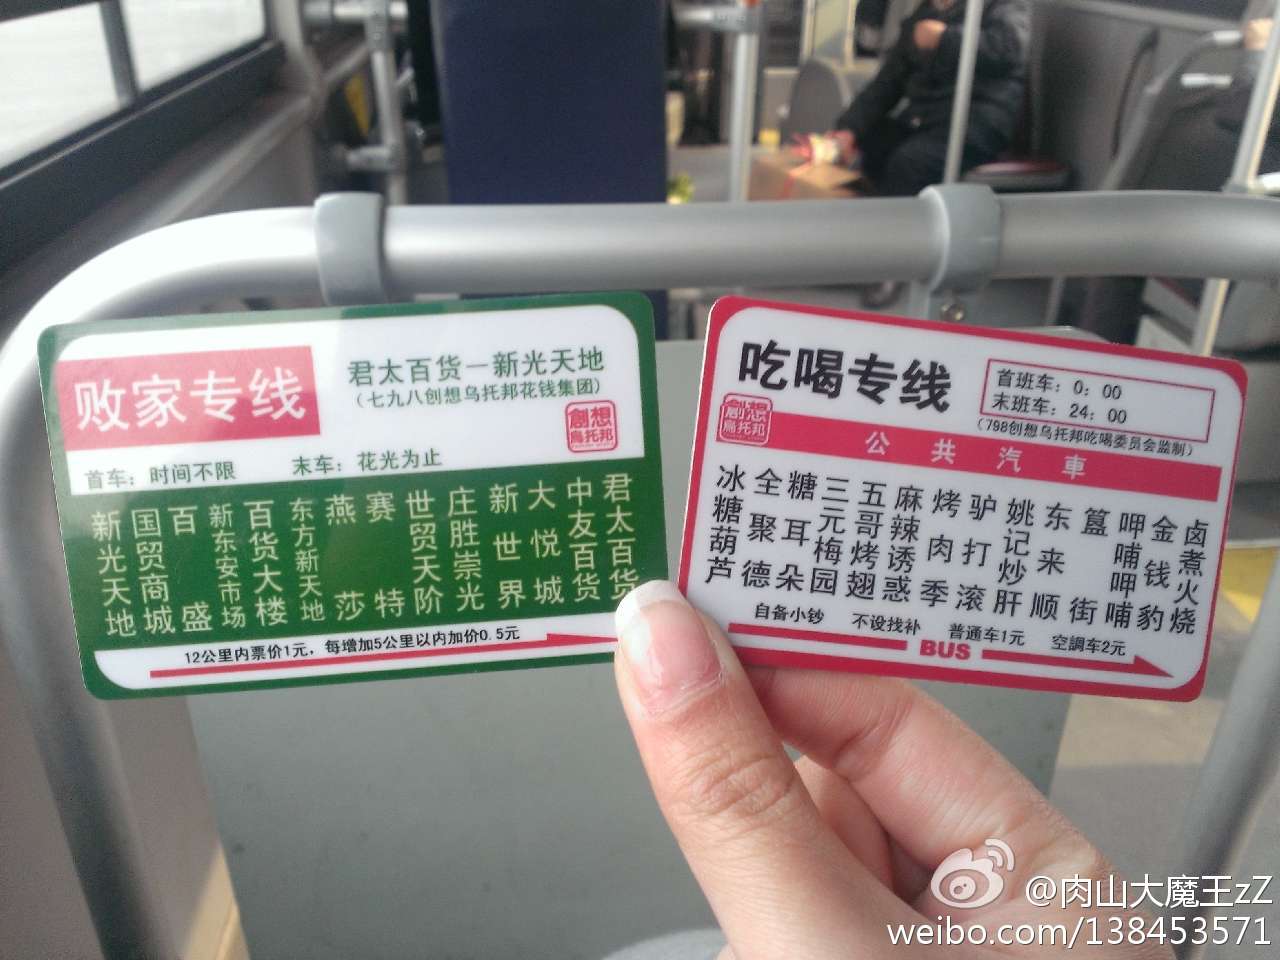 败家专线
君太百货—新光天地
（七九八创想乌托邦花钱集团）
創想
烏托邦
首车：时间不限
末车：花光为止
新光天地
国贸商城
百盛
新东安市场
百货大楼
东方新天地
燕莎
赛特
世贸天阶
庄胜崇光
新世界
大悦城
中友百货
君太百货
12公里内票价1元，每增加5公里以内加价0.5元
吃喝专线
首班车：0：00
末班车：24：00
（798创想乌托邦吃喝委员会监制）
創想
烏托邦
公共汽車
冰糖葫芦
全聚德
糖耳朵
三元梅园
五哥烤翅
麻辣诱惑
烤肉季
驴打滚
姚记炒肝
东来顺
簋街
呷哺呷哺
金钱豹
卤煮火烧
自备小钞
不设找补
普通车1元
空調车2元
BUS
@肉山大魔王zZ
weibo.com/138453571